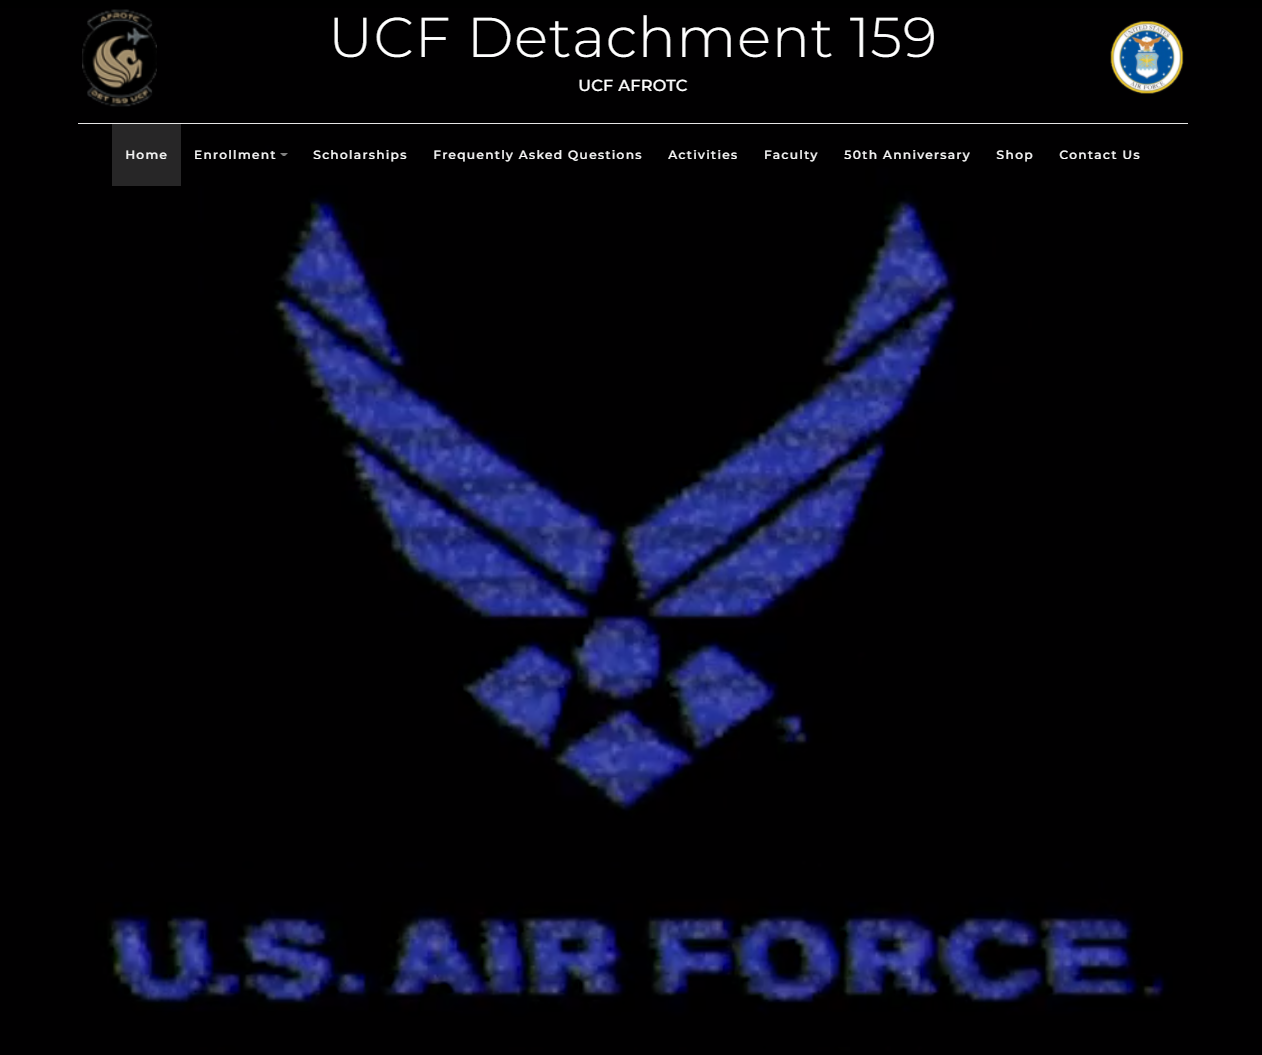 AFROTC
DET 159 UCF
UCF Detachment 159
UCF AFROTC
UNITED STATES
AIR FORCE
Home Enrollment Scholarships Frequently Asked Questions Activities Faculty 50th Anniversary Shop Contact Us
U.S. AIR FORCE